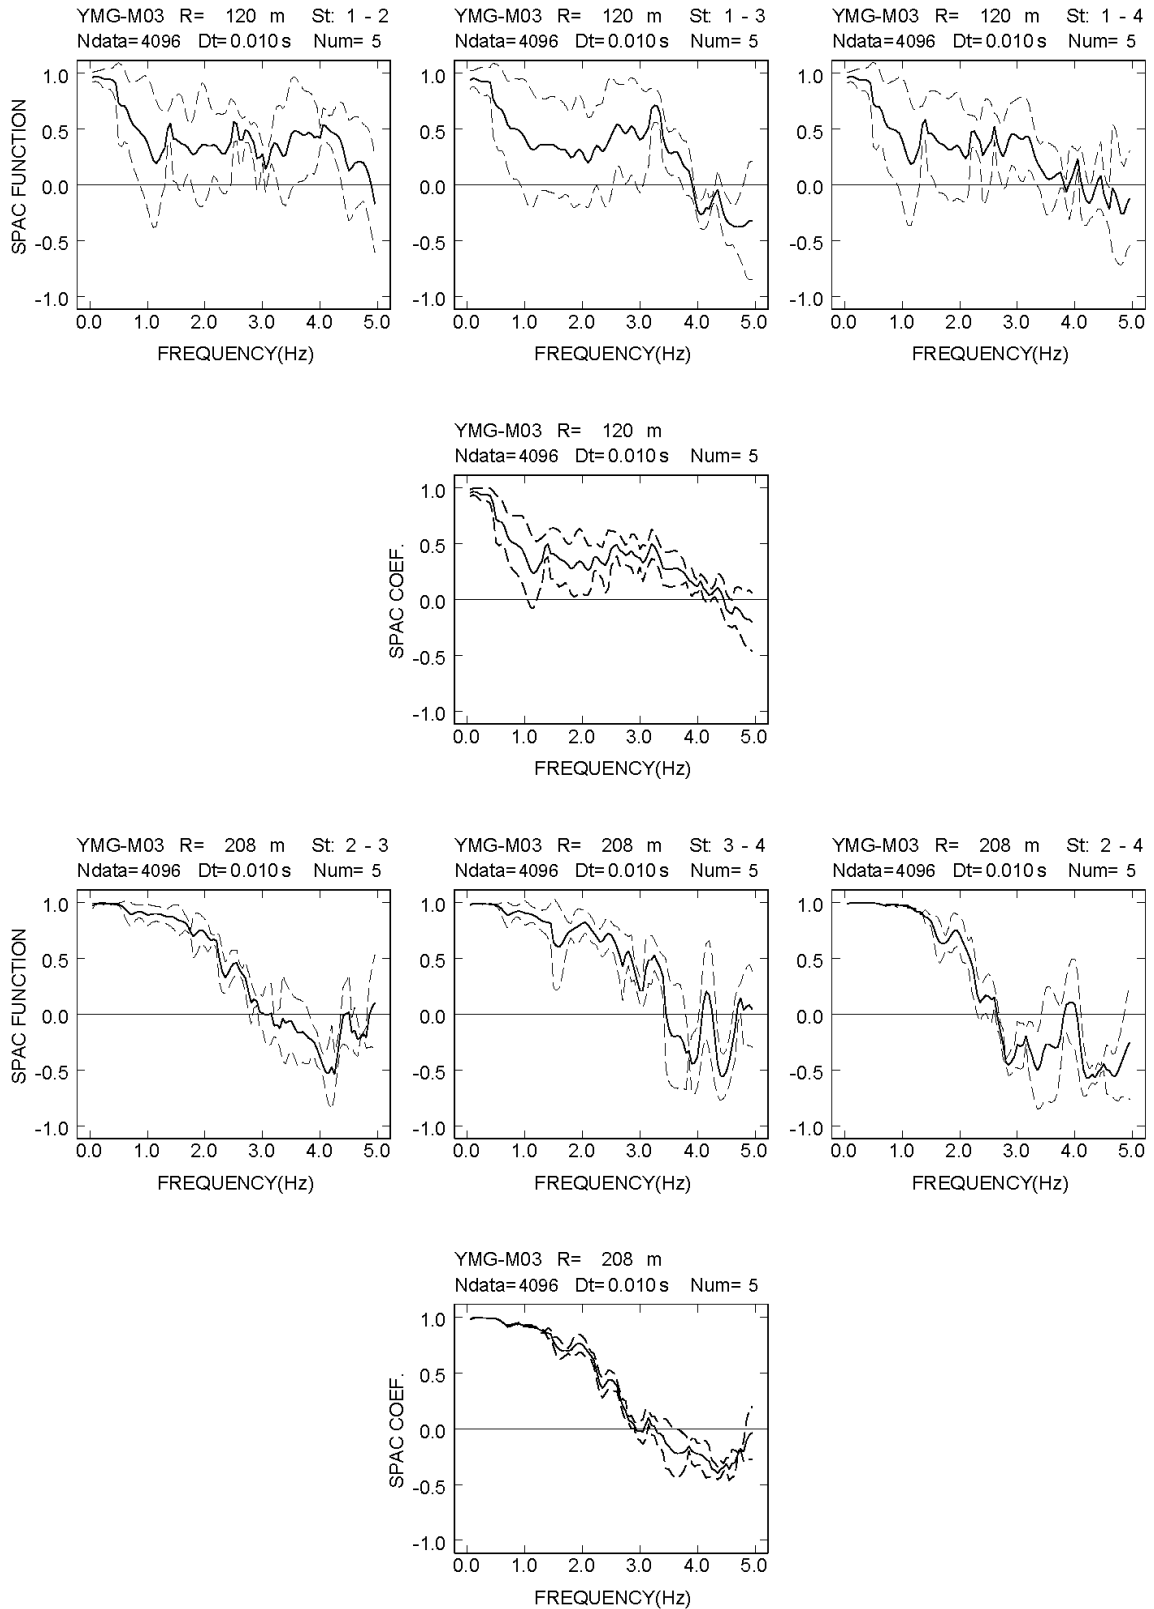 YMG-M03 R= 120 m St: 1 - 2
Ndata=4096 Dt=0.010s Num= 5
1.0
0.5
0.0
-0.5
-1.0
SPAC FUNCTION
0.0 1.0 2.0 3.0 4.0 5.0
FREQUENCY(Hz)
YMG-M03 R= 120 m St: 1 - 3
Ndata=4096 Dt=0.010s Num= 5
1.0
0.5
0.0
-0.5
-1.0
0.0 1.0 2.0 3.0 4.0 5.0
FREQUENCY(Hz)
YMG-M03 R= 120 m St: 1 - 4
Ndata=4096 Dt=0.010s Num= 5
1.0
0.5
0.0
-0.5
-1.0
0.0 1.0 2.0 3.0 4.0 5.0
FREQUENCY(Hz)
YMG-M03 R= 120 m
Ndata=4096 Dt=0.010s Num= 5
1.0
0.5
0.0
-0.5
-1.0
SPAC COEF.
0.0 1.0 2.0 3.0 4.0 5.0
FREQUENCY(Hz)
YMG-M03 R= 208 m St: 2 - 3
Ndata=4096 Dt=0.010s Num= 5
1.0
0.5
0.0
-0.5
-1.0
SPAC FUNCTION
0.0 1.0 2.0 3.0 4.0 5.0
FREQUENCY(Hz)
YMG-M03 R= 208 m St: 3 - 4
Ndata=4096 Dt=0.010s Num= 5
1.0
0.5
0.0
-0.5
-1.0
0.0 1.0 2.0 3.0 4.0 5.0
FREQUENCY(Hz)
YMG-M03 R= 208 m St: 2 - 4
Ndata=4096 Dt=0.010s Num= 5
1.0
0.5
0.0
-0.5
-1.0
0.0 1.0 2.0 3.0 4.0 5.0
FREQUENCY(Hz)
YMG-M03 R= 208 m
Ndata=4096 Dt=0.010s Num= 5
1.0
0.5
0.0
-0.5
-1.0
SPAC COEF.
0.0 1.0 2.0 3.0 4.0 5.0
FREQUENCY(Hz)